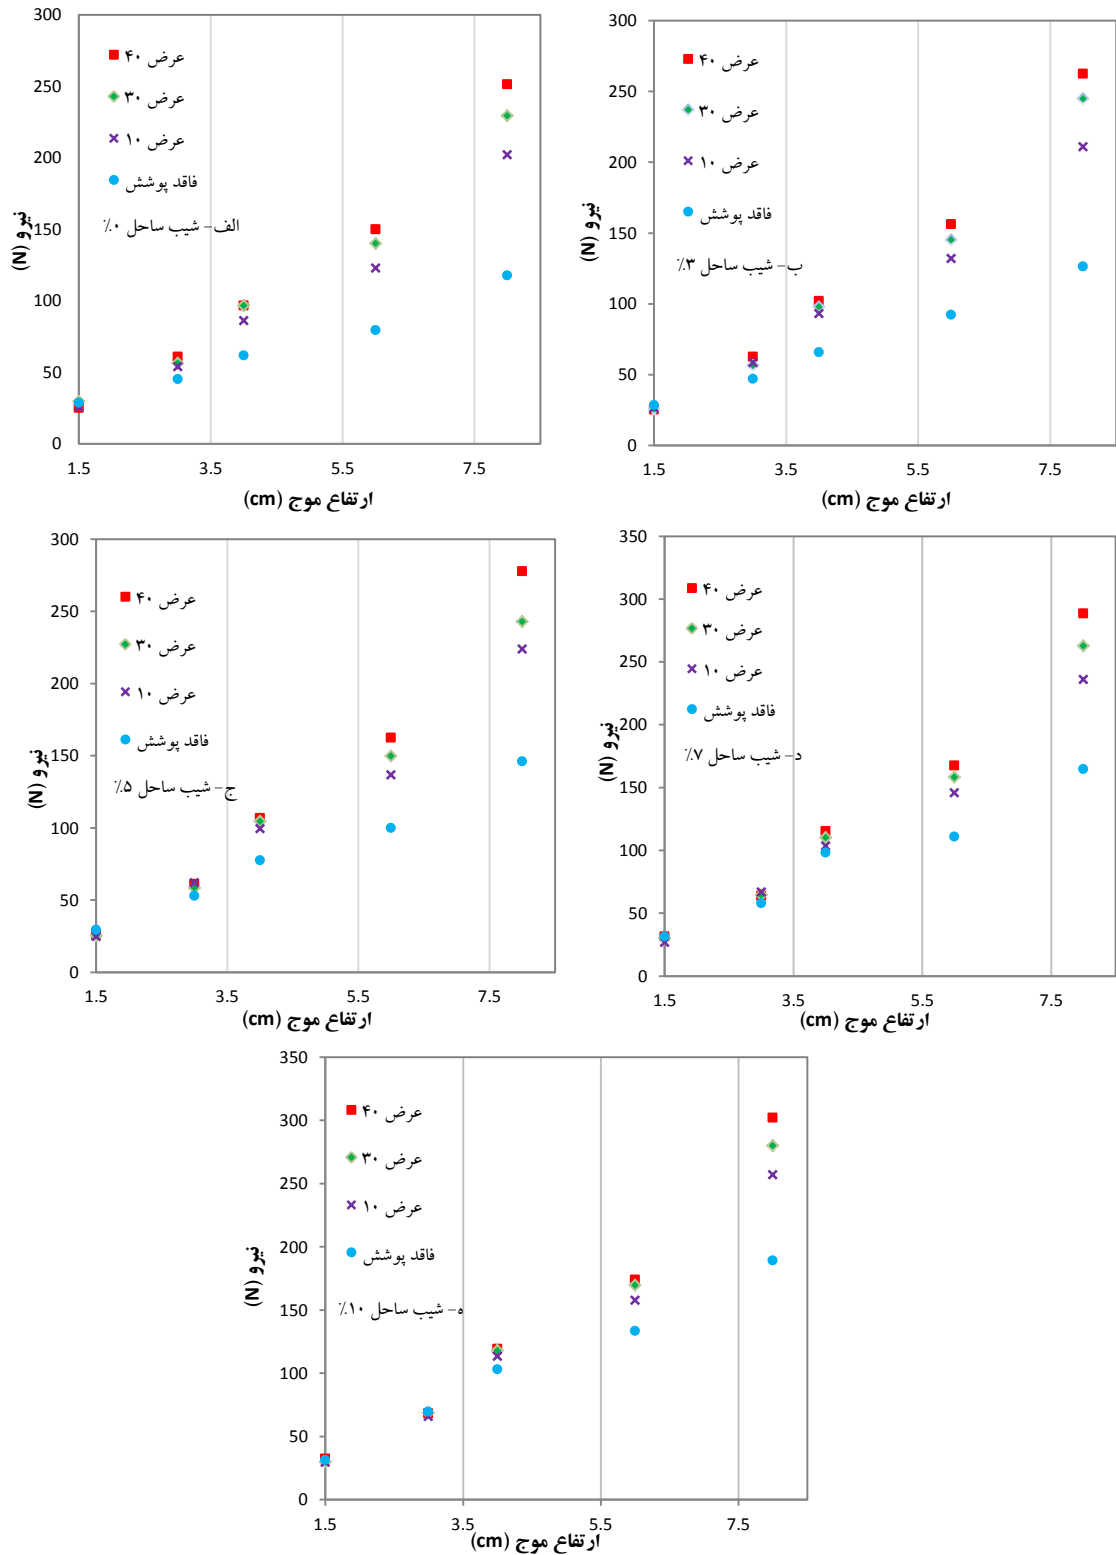 300
250
200
150
100
50
0
نیرو (N)
عرض ۴۰
عرض ۳۰
عرض ۱۰
فاقد پوشش
الف- شیب ساحل ۰٪
1.5 3.5 5.5 7.5
ارتفاع موج (cm)
300
250
200
150
100
50
0
نیرو (N)
عرض ۴۰
عرض ۳۰
عرض ۱۰
فاقد پوشش
ب- شیب ساحل ۳٪
1.5 3.5 5.5 7.5
ارتفاع موج (cm)
300
250
200
150
100
50
0
نیرو (N)
عرض ۴۰
عرض ۳۰
عرض ۱۰
فاقد پوشش
ج- شیب ساحل ۵٪
1.5 3.5 5.5 7.5
ارتفاع موج (cm)
350
300
250
200
150
100
50
0
نیرو (N)
عرض ۴۰
عرض ۳۰
عرض ۱۰
فاقد پوشش
د- شیب ساحل ۷٪
1.5 3.5 5.5 7.5
ارتفاع موج (cm)
350
300
250
200
150
100
50
0
نیرو (N)
عرض ۴۰
عرض ۳۰
عرض ۱۰
فاقد پوشش
ه- شیب ساحل ۱۰٪
1.5 3.5 5.5 7.5
ارتفاع موج (cm)